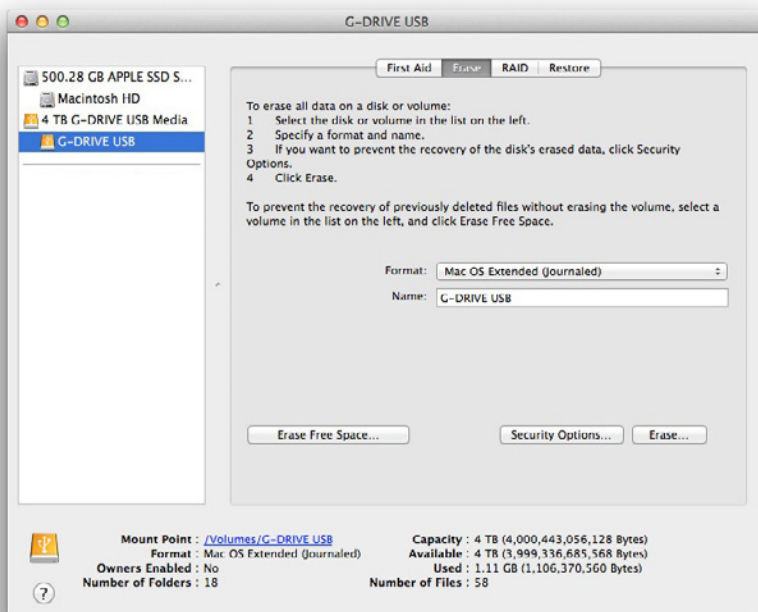 G-DRIVE USB
500.28 GB APPLE SSD S...
Macintosh HD
4 TB G-DRIVE USB Media
G-DRIVE USB
First Aid Erase RAID Restore
To erase all data on a disk or volume:
1 Select the disk or volume in the list on the left.
2 Specify a format and name.
3 If you want to prevent the recovery of the disk's erased data, click Security
Options.
4 Click Erase.
To prevent the recovery of previously deleted files without erasing the volume, select a
volume in the list on the left, and click Erase Free Space.
Format: Mac OS Extended (Journaled)
Name: G-DRIVE USB
Erase Free Space... Security Options... Erase...
Mount Point : /Volumes/G-DRIVE USB Capacity : 4 TB (4,000,443,056,128 Bytes)
Format : Mac OS Extended (Journaled) Available : 4 TB (3,999,336,685,568 Bytes)
Owners Enabled : No Used : 1.11 GB (1,106,370,560 Bytes)
Number of Folders : 18 Number of Files : 58
?